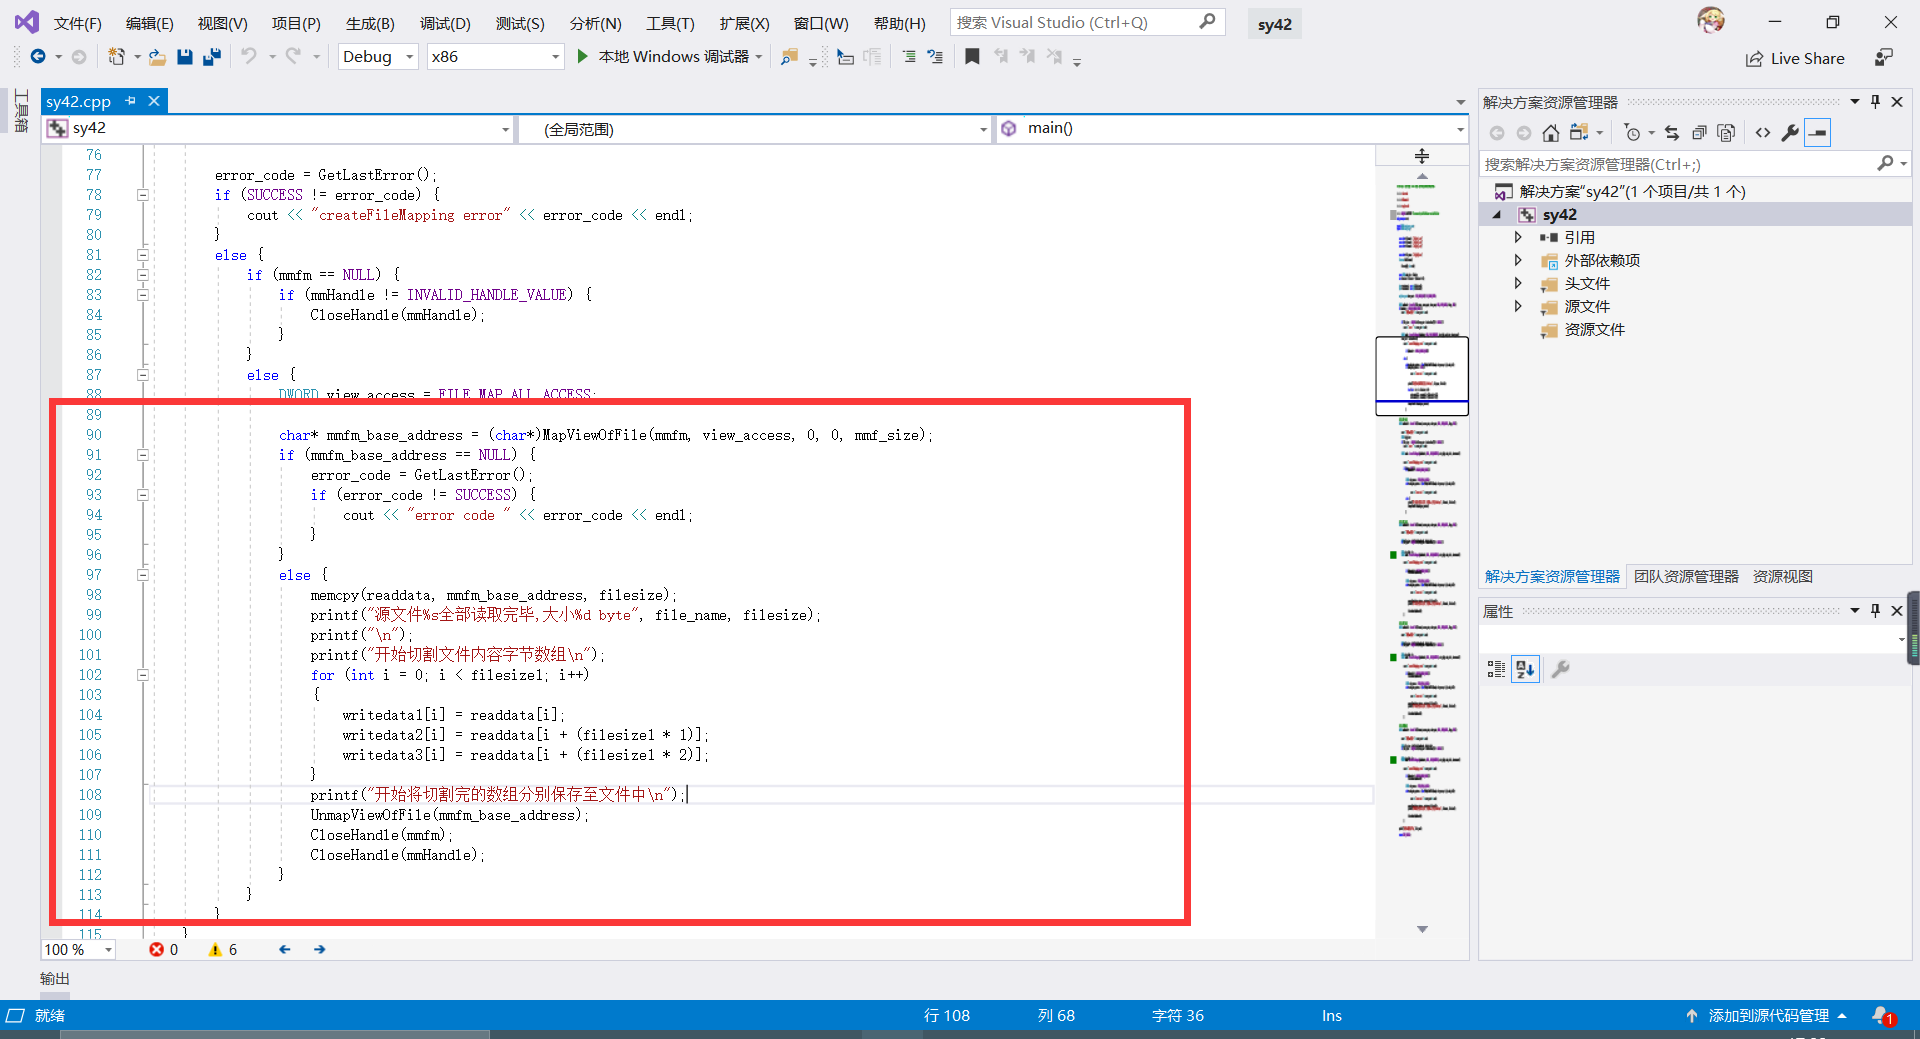 文件(F) 编辑(E) 视图(V) 项目(P) 生成(B) 调试(D) 测试(S) 分析(N) 工具(T) 扩展(X) 窗口(W) 帮助(H) 搜索 Visual Studio (Ctrl+Q) sy42
Debug x86 本地 Windows 调试器 Live Share
工具箱
sy42.cpp
sy42 (全局范围) main()
76
77 error_code = GetLastError();
78 if (SUCCESS != error_code) {
79 cout << "createFileMapping error" << error_code << endl;
80 }
81 else {
82 if (mmfm == NULL) {
83 if (mmHandle != INVALID_HANDLE_VALUE) {
84 CloseHandle(mmHandle);
85 }
86 }
87 else {
88 DWORD view_access = FILE_MAP_ALL_ACCESS;
89
90 char* mmfm_base_address = (char*)MapViewOfFile(mmfm, view_access, 0, 0, mmf_size);
91 if (mmfm_base_address == NULL) {
92 error_code = GetLastError();
93 if (error_code != SUCCESS) {
94 cout << "error code " << error_code << endl;
95 }
96 }
97 else {
98 memcpy(readdata, mmfm_base_address, filesize);
99 printf("源文件%s全部读取完毕,大小%d byte", file_name, filesize);
100 printf("\n");
101 printf("开始切割文件内容字节数组\n");
102 for (int i = 0; i < filesize1; i++)
103 {
104 writedata1[i] = readdata[i];
105 writedata2[i] = readdata[i + (filesize1 * 1)];
106 writedata3[i] = readdata[i + (filesize1 * 2)];
107 }
108 printf("开始将切割完的数组分别保存至文件中\n");
109 UnmapViewOfFile(mmfm_base_address);
110 CloseHandle(mmfm);
111 CloseHandle(mmHandle);
112 }
113 }
114 }
115 }
100 % 0 6
输出
解决方案资源管理器
搜索解决方案资源管理器(Ctrl+;)
解决方案"sy42"(1 个项目/共 1 个)
sy42
引用
外部依赖项
头文件
源文件
资源文件
解决方案资源管理器 团队资源管理器 资源视图
属性
就绪 行 108 列 68 字符 36 Ins 添加到源代码管理 1